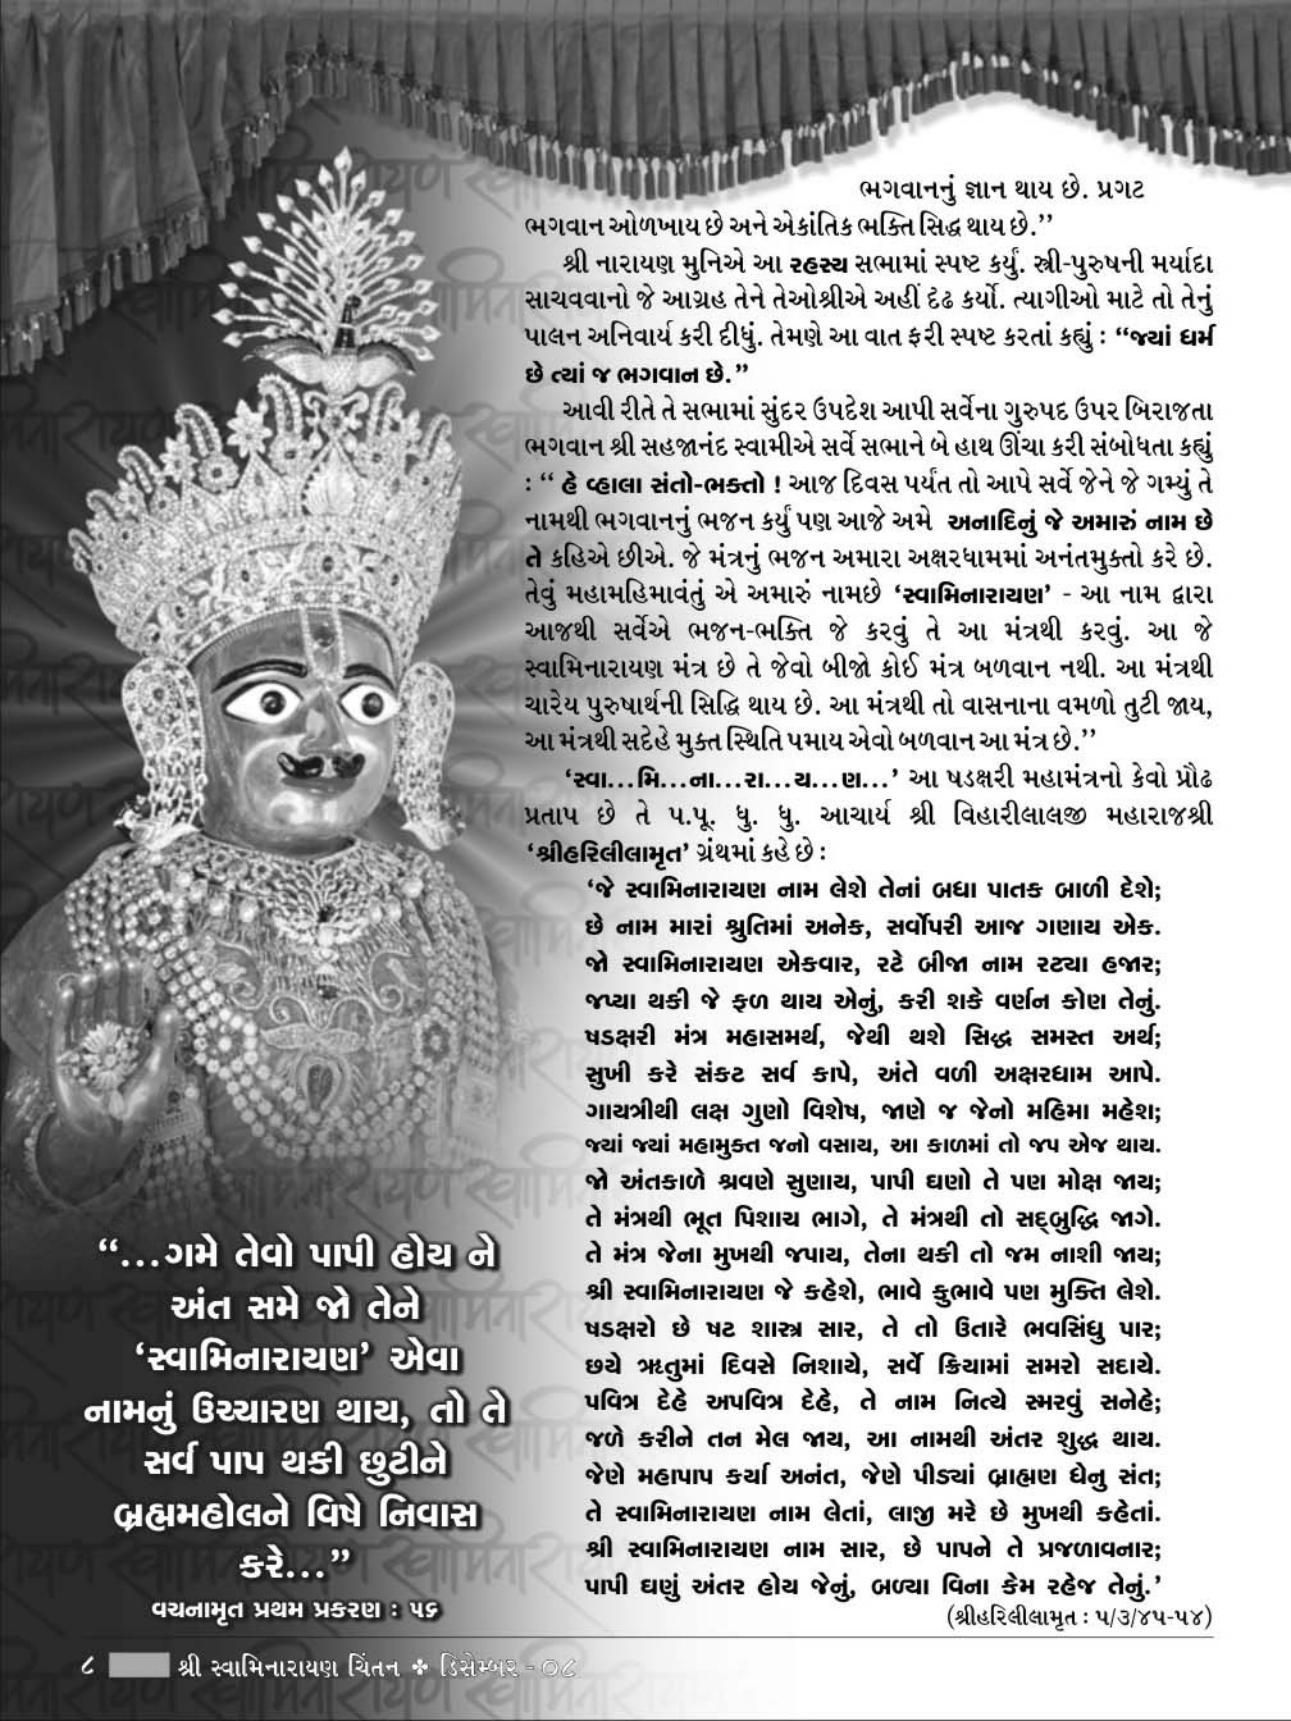 ભગવાનનું જ્ઞાન થાય છે. પ્રગટ
ભગવાન ઓળખાય છે અને એકાંતિક ભક્તિ સિદ્ધ થાય છે.’’
શ્રી નારાયણ મુનિએ આ રહસ્ય સભામાં સ્પષ્ટ કર્યું. સ્ત્રી-પુરુષની મર્યાદા
સાચવવાનો જે આગ્રહ તેને તેઓશ્રીએ અહીં દૃઢ કર્યો. ત્યાગીઓ માટે તો તેનું
પાલન અનિવાર્ય કરી દીધું. તેમણે આ વાત ફરી સ્પષ્ટ કરતાં કહ્યું : “જ્યાં ધર્મ
છે ત્યાં જ ભગવાન છે.”
આવી રીતે તે સભામાં સુંદર ઉપદેશ આપી સર્વેના ગુરુપદ ઉપર બિરાજતા
ભગવાન શ્રી સહજાનંદ સ્વામીએ સર્વે સભાને બે હાથ ઊંચા કરી સંબોધતા કહ્યું
: “ હે વ્હાલા સંતો-ભક્તો ! આજ દિવસ પર્યંત તો આપે સર્વે જેને જે ગમ્યું તે
નામથી ભગવાનનું ભજન કર્યું પણ આજે અમે અનાદિનું જે અમારું નામ છે
તે કહિએ છીએ. જે મંત્રનું ભજન અમારા અક્ષરધામમાં અનંતમુક્તો કરે છે.
તેવું મહામહિમાવંતું એ અમારું નામછે ‘સ્વામિનારાયણ’ - આ નામ દ્વારા
આજથી સર્વેએ ભજન-ભક્તિ જે કરવું તે આ મંત્રથી કરવું. આ જે
સ્વામિનારાયણ મંત્ર છે તે જેવો બીજો કોઈ મંત્ર બળવાન નથી. આ મંત્રથી
ચારેય પુરુષાર્થની સિદ્ધિ થાય છે. આ મંત્રથી તો વાસનાના વમળો તુટી જાય,
આ મંત્રથી સદેહે મુક્ત સ્થિતિ પમાય એવો બળવાન આ મંત્ર છે.’’
‘સ્વા...મિ...ના...રા...ય...ણ...’ આ ષડક્ષરી મહામંત્રનો કેવો પ્રૌઢ
પ્રતાપ છે તે પ.પૂ. ધુ. ધુ. આચાર્ય શ્રી વિહારીલાલજી મહારાજશ્રી
‘શ્રીહરિલીલામૃત’ ગ્રંથમાં કહે છે :
‘જે સ્વામિનારાયણ નામ લેશે તેનાં બધા પાતક બાળી દેશે;
છે નામ મારાં શ્રુતિમાં અનેક, સર્વોપરી આજ ગણાય એક.
જો સ્વામિનારાયણ એકવાર, રટે બીજા નામ રટ્યા હજાર;
જપ્યા થકી જે ફળ થાય એનું, કરી શકે વર્ણન કોણ તેનું.
ષડક્ષરી મંત્ર મહાસમર્થ, જેથી થશે સિદ્ધ સમસ્ત અર્થ;
સુખી કરે સંકટ સર્વ કાપે, અંતે વળી અક્ષરધામ આપે.
ગાયત્રીથી લક્ષ ગુણો વિશેષ, જાણે જ જેનો મહિમા મહેશ;
જ્યાં જ્યાં મહામુક્ત જનો વસાય, આ કાળમાં તો જપ એજ થાય.
જો અંતકાળે શ્રવણે સુણાય, પાપી ઘણો તે પણ મોક્ષ જાય;
તે મંત્રથી ભૂત પિશાચ ભાગે, તે મંત્રથી તો સદ્બુદ્ધિ જાગે.
તે મંત્ર જેના મુખથી જપાય, તેના થકી તો જમ નાશી જાય;
શ્રી સ્વામિનારાયણ જે કહેશે, ભાવે કુભાવે પણ મુક્તિ લેશે.
ષડક્ષરો છે ષટ શાસ્ત્ર સાર, તે તો ઉતારે ભવસિંધુ પાર;
છયે ઋતુમાં દિવસે નિશાયે, સર્વે ક્રિયામાં સમરો સદાયે.
પવિત્ર દેહે અપવિત્ર દેહે, તે નામ નિત્યે સ્મરવું સનેહે;
જળે કરીને તન મેલ જાય, આ નામથી અંતર શુદ્ધ થાય.
જેણે મહાપાપ કર્યા અનંત, જેણે પીડ્યાં બ્રાહ્મણ ધેનુ સંત;
તે સ્વામિનારાયણ નામ લેતાં, લાજી મરે છે મુખથી કહેતાં.
શ્રી સ્વામિનારાયણ નામ સાર, છે પાપને તે પ્રજળાવનાર;
પાપી ઘણું અંતર હોય જેનું, બળ્યા વિના કેમ રહેજ તેનું.’
(શ્રીહરિલીલામૃત : ૫/૩/૪૫-૫૪)
“...ગમે તેવો પાપી હોય ને
અંત સમે જો તેને
‘સ્વામિનારાયણ’ એવા
નામનું ઉચ્ચારણ થાય, તો તે
સર્વ પાપ થકી છુટીને
બ્રહ્મમહોલને વિષે નિવાસ
કરે...”
વચનામૃત પ્રથમ પ્રકરણ : ૫૬
૮ શ્રી સ્વામિનારાયણ ચિંતન ❖ ડિસેમ્બર - ૦૮